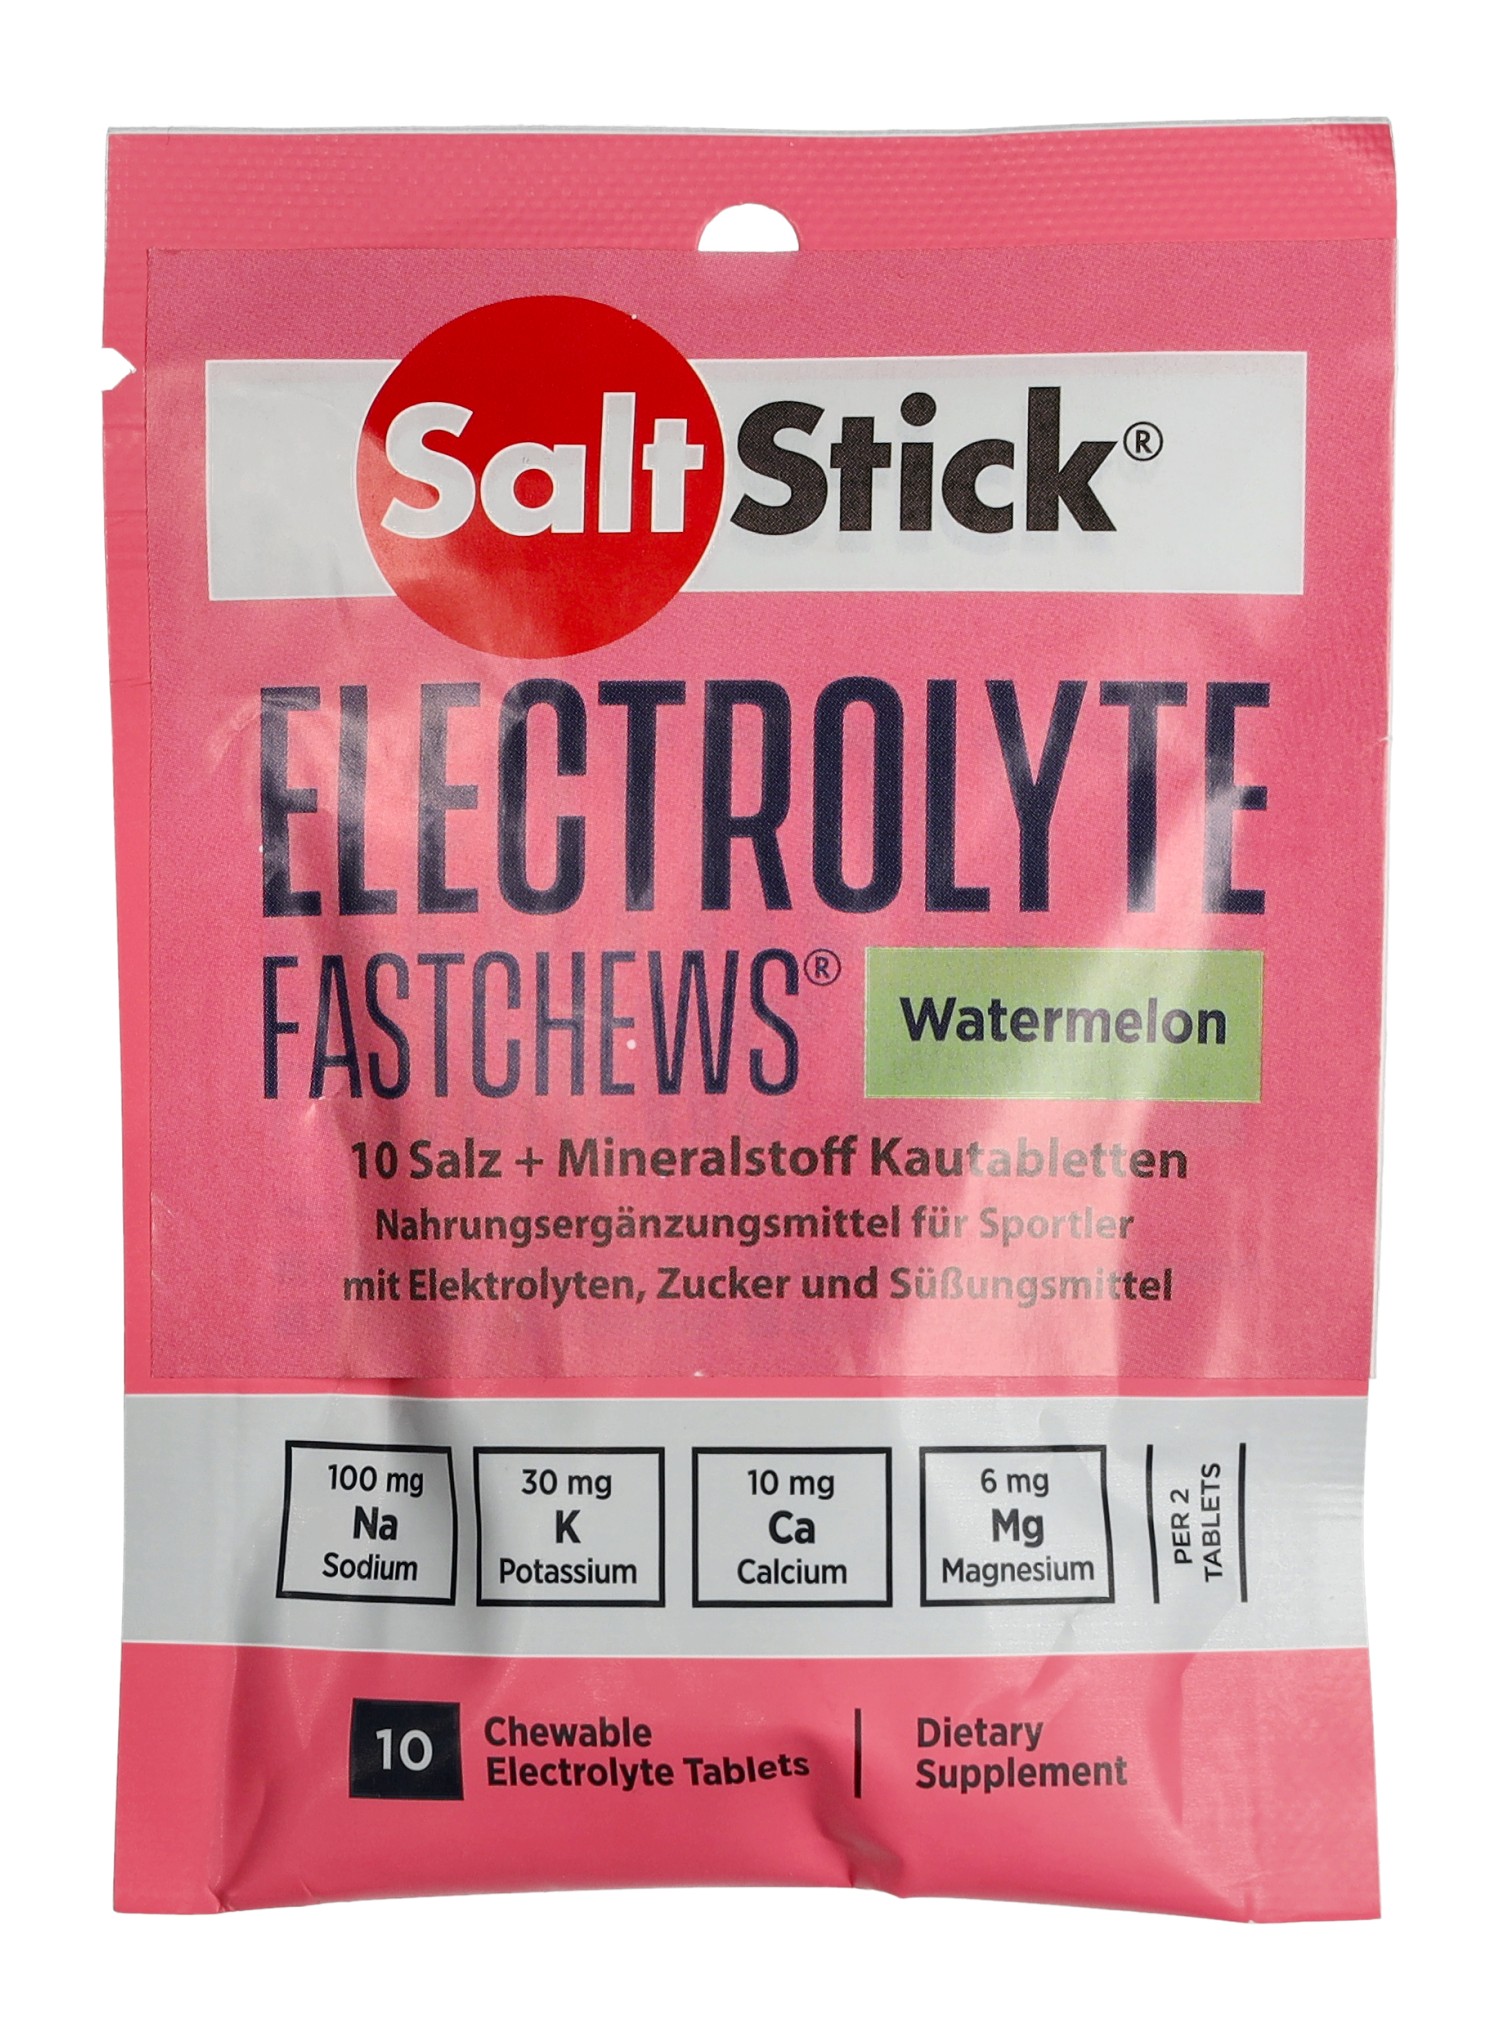 SaltStick®
ELECTROLYTE
FASTCHEWS®
Watermelon
10 Salz + Mineralstoff Kautabletten
Nahrungsergänzungsmittel für Sportler
mit Elektrolyten, Zucker und Süßungsmittel
100 mg
Na
Sodium
30 mg
K
Potassium
10 mg
Ca
Calcium
6 mg
Mg
Magnesium
PER 2
TABLETS
10
Chewable
Electrolyte Tablets
Dietary
Supplement